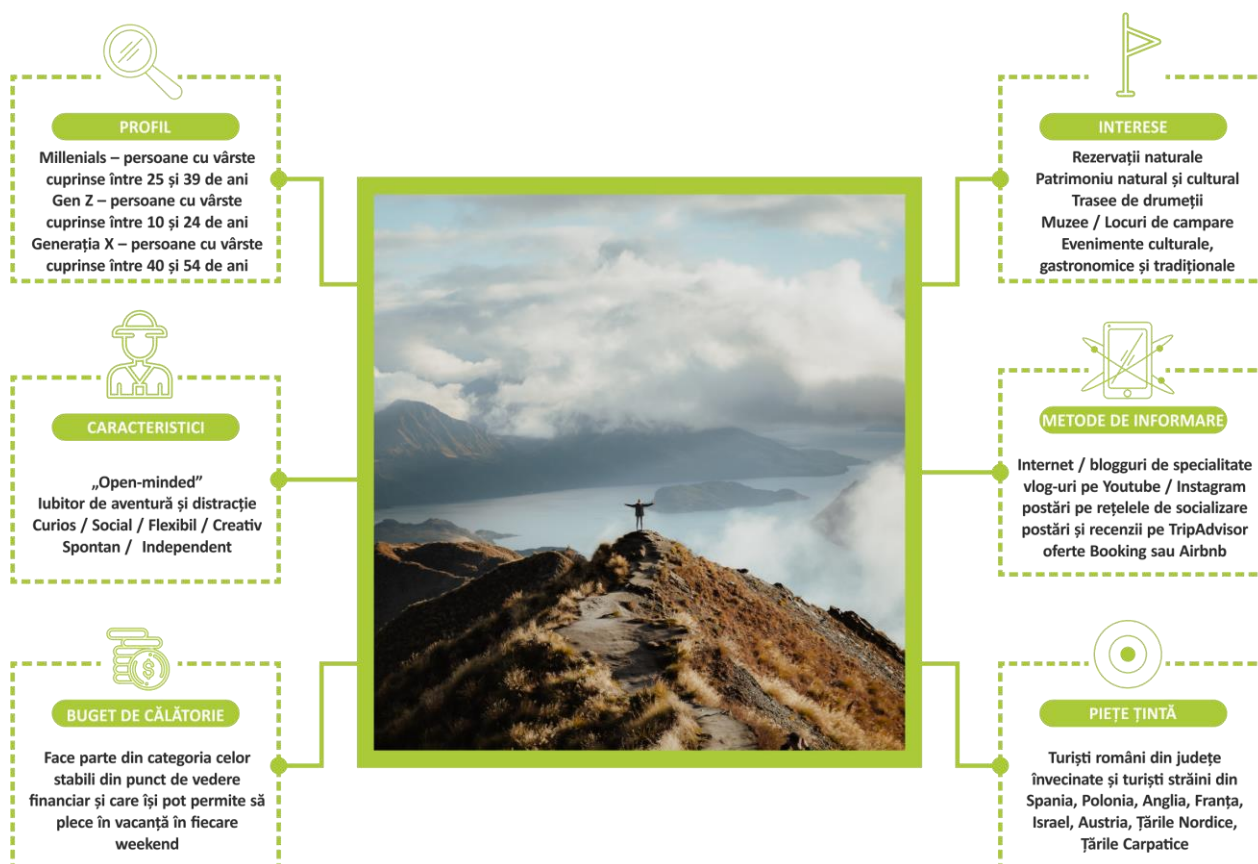 PROFIL
Millenials – persoane cu vârste
cuprinse între 25 și 39 de ani
Gen Z – persoane cu vârste
cuprinse între 10 și 24 de ani
Generația X – persoane cu vârste
cuprinse între 40 și 54 de ani
CARACTERISTICI
„Open-minded”
Iubitor de aventură și distracție
Curios / Social / Flexibil / Creativ
Spontan / Independent
BUGET DE CĂLĂTORIE
Face parte din categoria celor
stabili din punct de vedere
financiar și care își pot permite să
plece în vacanță în fiecare
weekend
INTERESE
Rezervații naturale
Patrimoniu natural și cultural
Trasee de drumeții
Muzee / Locuri de campare
Evenimente culturale,
gastronomice și tradiționale
METODE DE INFORMARE
Internet / blogguri de specialitate
vlog-uri pe Youtube / Instagram
postări pe rețelele de socializare
postări și recenzii pe TripAdvisor
oferte Booking sau Airbnb
PIEȚE ȚINTĂ
Turiști români din județe
învecinate și turiști străini din
Spania, Polonia, Anglia, Franța,
Israel, Austria, Țările Nordice,
Țările Carpatice